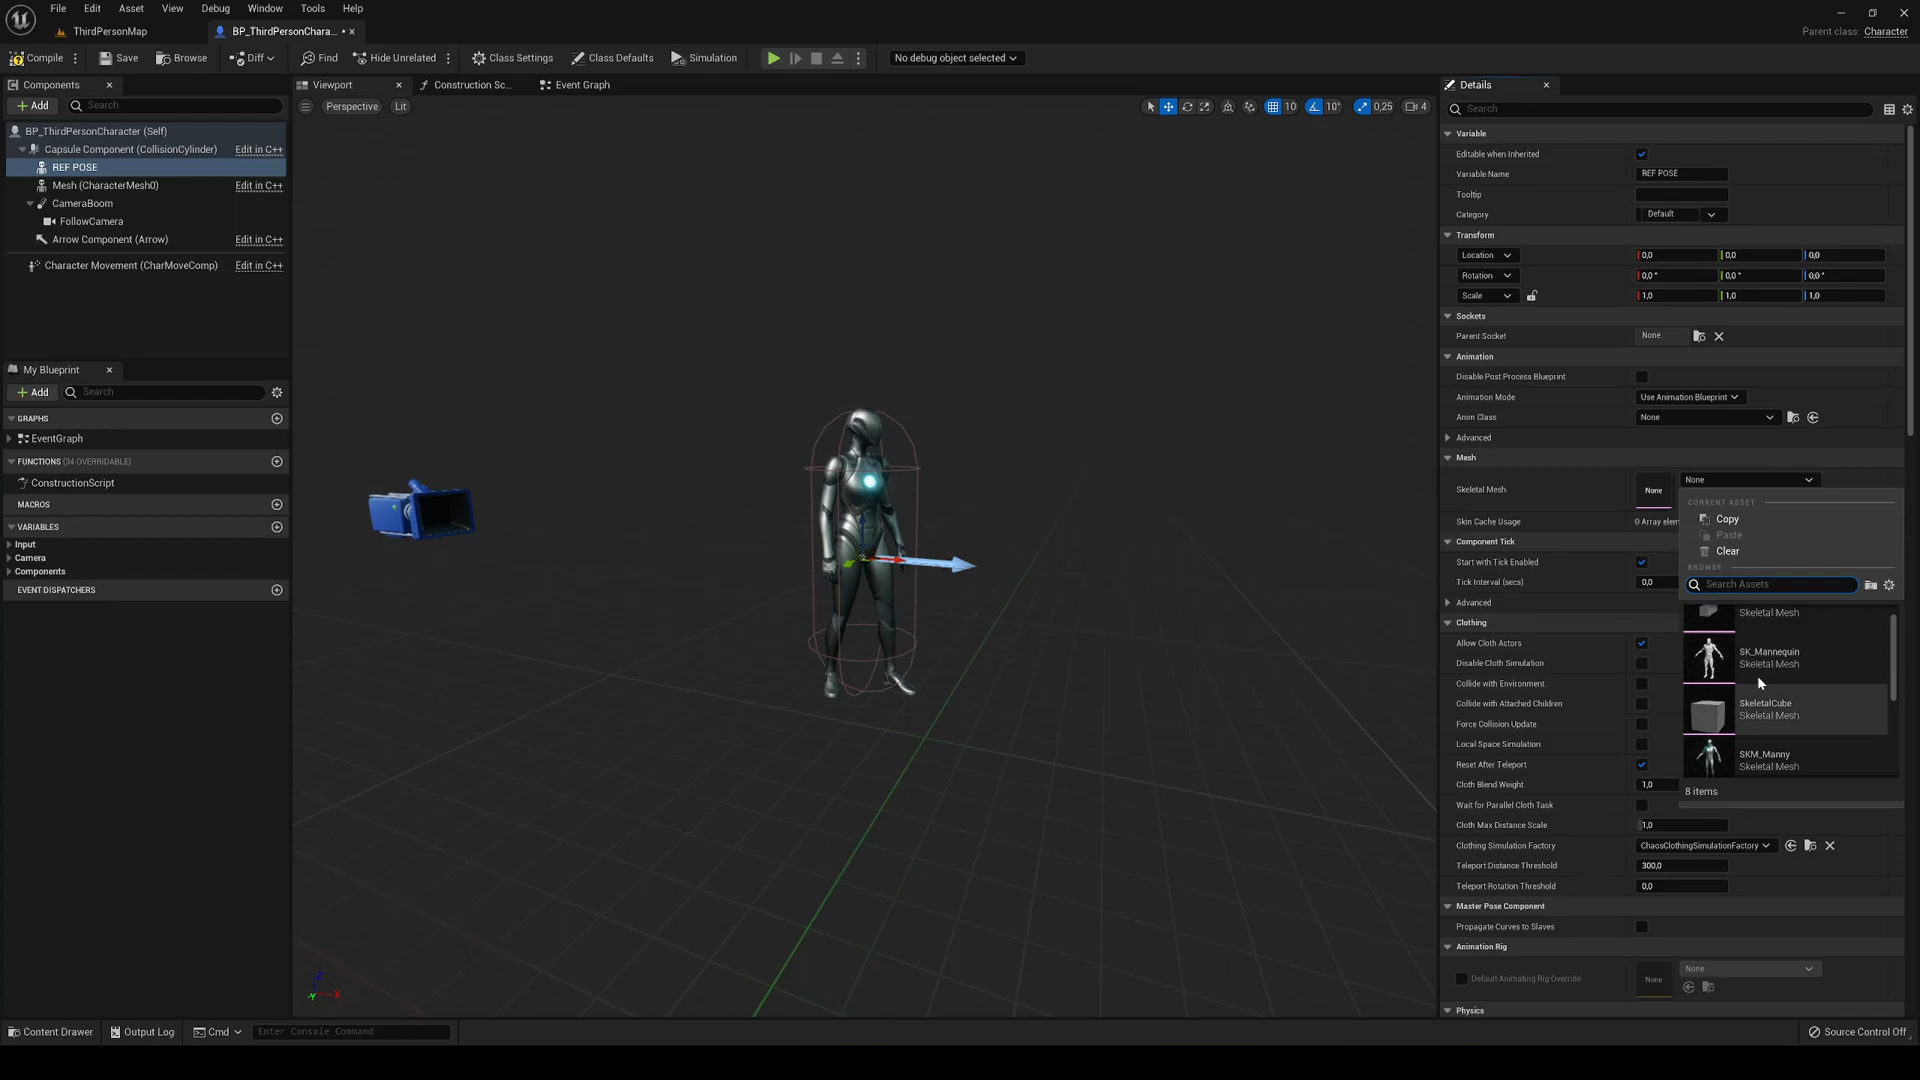 File Edit Asset View Debug Window Tools Help
ThirdPersonMap
BP_ThirdPersonChara...
Parent class: Character
Compile Save Browse Diff Find Hide Unrelated Class Settings Class Defaults Simulation No debug object selected
Components
Add Search
BP_ThirdPersonCharacter (Self)
Capsule Component (CollisionCylinder) Edit in C++
REF POSE
Mesh (CharacterMesh0) Edit in C++
CameraBoom
FollowCamera
Arrow Component (Arrow) Edit in C++
Character Movement (CharMoveComp) Edit in C++
My Blueprint
Add Search
GRAPHS
EventGraph
FUNCTIONS (34 OVERRIDABLE)
ConstructionScript
MACROS
VARIABLES
Input
Camera
Components
EVENT DISPATCHERS
Viewport Construction Sc... Event Graph
Perspective Lit
10 10° 0,25 4
Z
Y X
Details
Search
Variable
Editable when Inherited
Variable Name REF POSE
Tooltip
Category Default
Transform
Location 0,0 0,0 0,0
Rotation 0,0 ° 0,0 ° 0,0 °
Scale 1,0 1,0 1,0
Sockets
Parent Socket None
Animation
Disable Post Process Blueprint
Animation Mode Use Animation Blueprint
Anim Class None
Advanced
Mesh
Skeletal Mesh None None
CURRENT ASSET
Copy
Paste
Clear
BROWSE
Search Assets
Skeletal Mesh
SK_Mannequin
Skeletal Mesh
SkeletalCube
Skeletal Mesh
SKM_Manny
Skeletal Mesh
8 items
Skin Cache Usage 0 Array elem
Component Tick
Start with Tick Enabled
Tick Interval (secs) 0,0
Advanced
Clothing
Allow Cloth Actors
Disable Cloth Simulation
Collide with Environment
Collide with Attached Children
Force Collision Update
Local Space Simulation
Reset After Teleport
Cloth Blend Weight 1,0
Wait for Parallel Cloth Task
Cloth Max Distance Scale 1,0
Clothing Simulation Factory ChaosClothingSimulationFactory
Teleport Distance Threshold 300,0
Teleport Rotation Threshold 0,0
Master Pose Component
Propagate Curves to Slaves
Animation Rig
Default Animating Rig Override None None
Physics
Content Drawer Output Log Cmd Enter Console Command
Source Control Off